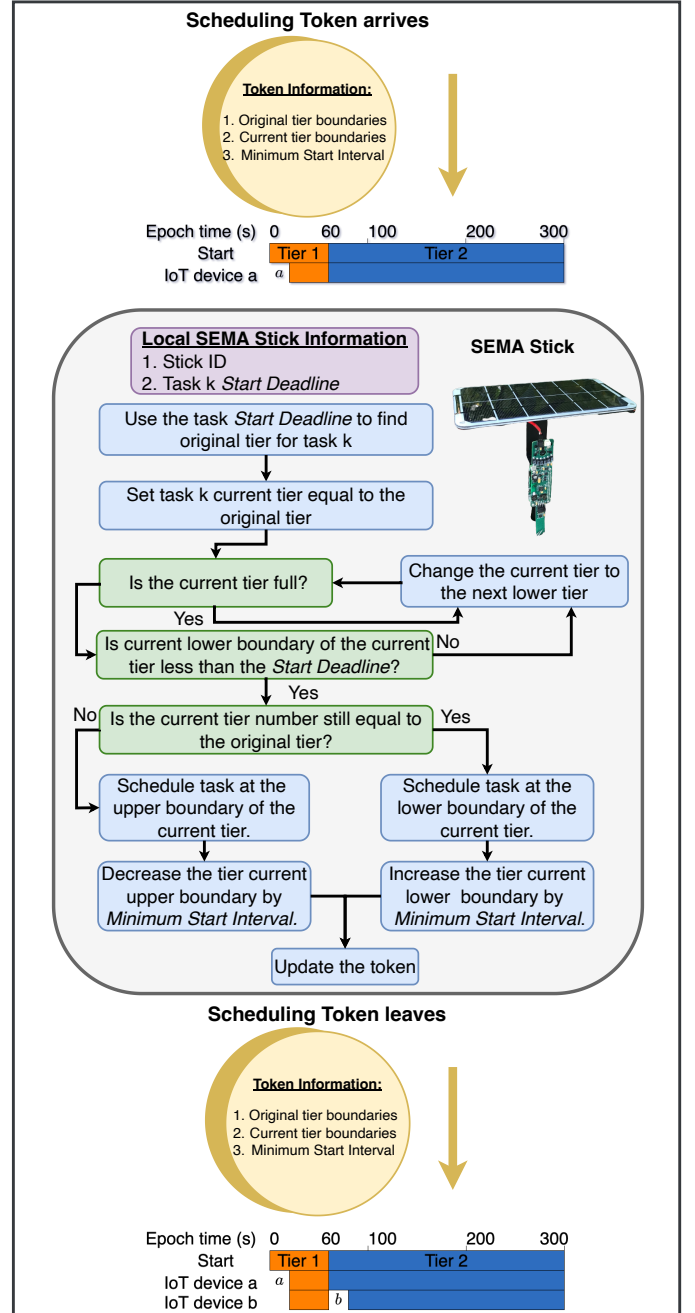 Scheduling Token arrives
Token Information:
1. Original tier boundaries
2. Current tier boundaries
3. Minimum Start Interval
Epoch time (s) 0 60 100 200 300
Start Tier 1 Tier 2
IoT device a a
Local SEMA Stick Information
1. Stick ID
2. Task k Start Deadline
SEMA Stick
Use the task Start Deadline to find
original tier for task k
Set task k current tier equal to the
original tier
Is the current tier full?
Change the current tier to
the next lower tier
Yes
Is current lower boundary of the current
tier less than the Start Deadline?
No
Yes
No
Is the current tier number still equal to
the original tier?
Yes
Schedule task at the
upper boundary of the
current tier.
Schedule task at the
lower boundary of the
current tier.
Decrease the tier current
upper boundary by
Minimum Start Interval.
Increase the tier current
lower boundary by
Minimum Start Interval.
Update the token
Scheduling Token leaves
Token Information:
1. Original tier boundaries
2. Current tier boundaries
3. Minimum Start Interval
Epoch time (s) 0 60 100 200 300
Start Tier 1 Tier 2
IoT device a a
IoT device b b